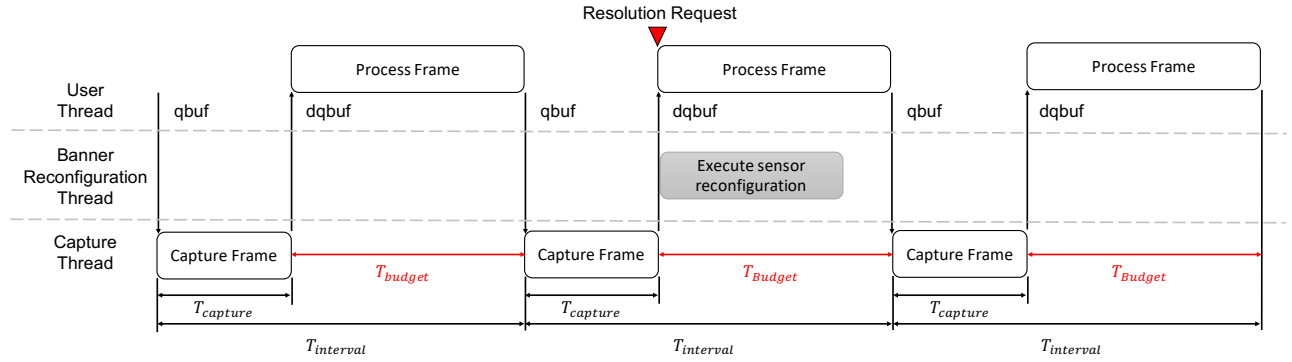 Resolution Request
Process Frame
Process Frame
Process Frame
User
Thread
qbuf
dqbuf
qbuf
dqbuf
qbuf
dqbuf
Banner
Reconfiguration
Thread
Execute sensor
reconfiguration
Capture
Thread
Capture Frame
Capture Frame
Capture Frame
T_budget
T_Budget
T_Budget
T_capture
T_capture
T_capture
T_interval
T_interval
T_interval